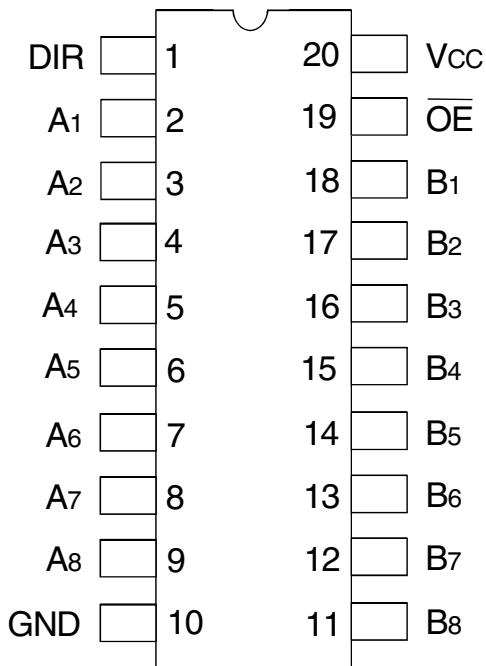 DIR 1 20 VCC
A1 2 19 O̅E̅
A2 3 18 B1
A3 4 17 B2
A4 5 16 B3
A5 6 15 B4
A6 7 14 B5
A7 8 13 B6
A8 9 12 B7
GND 10 11 B8